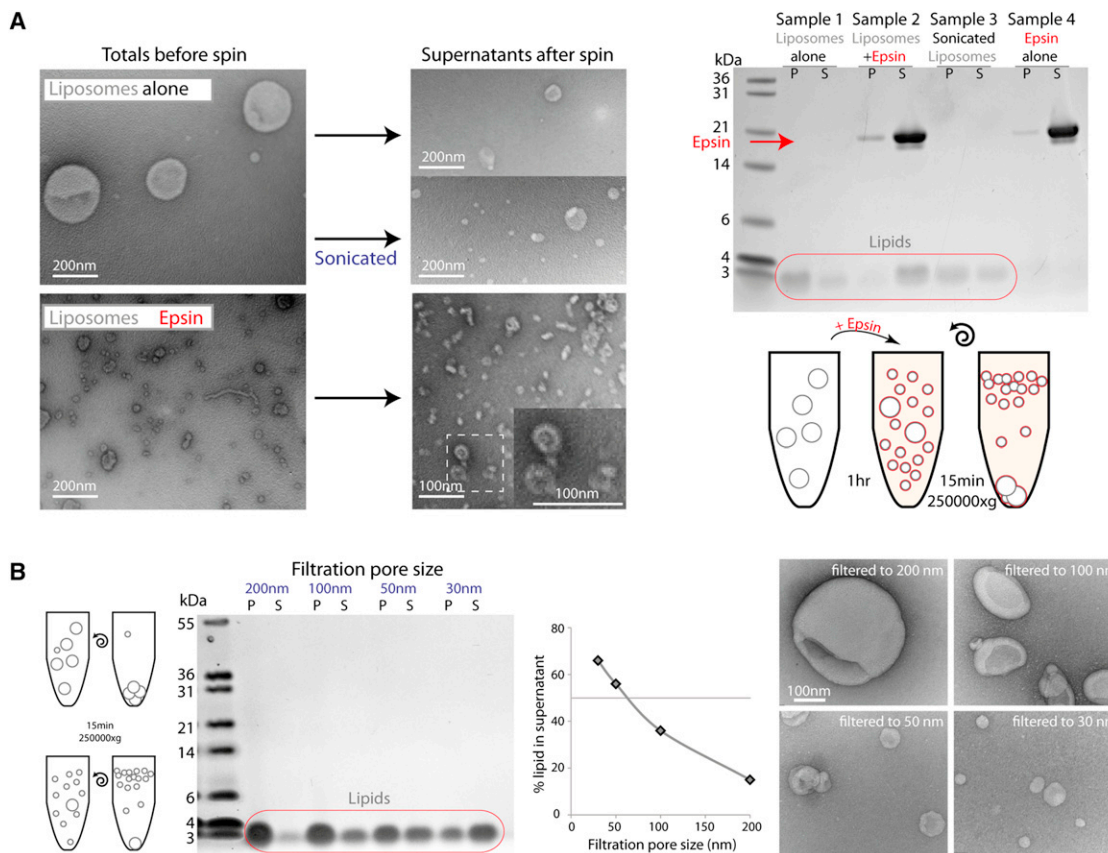 A
Totals before spin
Supernatants after spin
Liposomes alone
200nm
200nm
Sonicated
200nm
Liposomes Epsin
200nm
100nm
100nm
Sample 1 Sample 2 Sample 3 Sample 4
Liposomes Liposomes Sonicated Epsin
alone +Epsin Liposomes alone
kDa P S P S P S P S
36
31
21
Epsin
14
6
Lipids
4
3
+ Epsin
1hr
15min
250000xg
B
Filtration pore size
200nm 100nm 50nm 30nm
kDa P S P S P S P S
55
36
31
21
14
6
Lipids
4
3
15min
250000xg
% lipid in supernatant
80
60
40
20
0
0 50 100 150 200
Filtration pore size (nm)
filtered to 200 nm
100nm
filtered to 100 nm
filtered to 50 nm
filtered to 30 nm